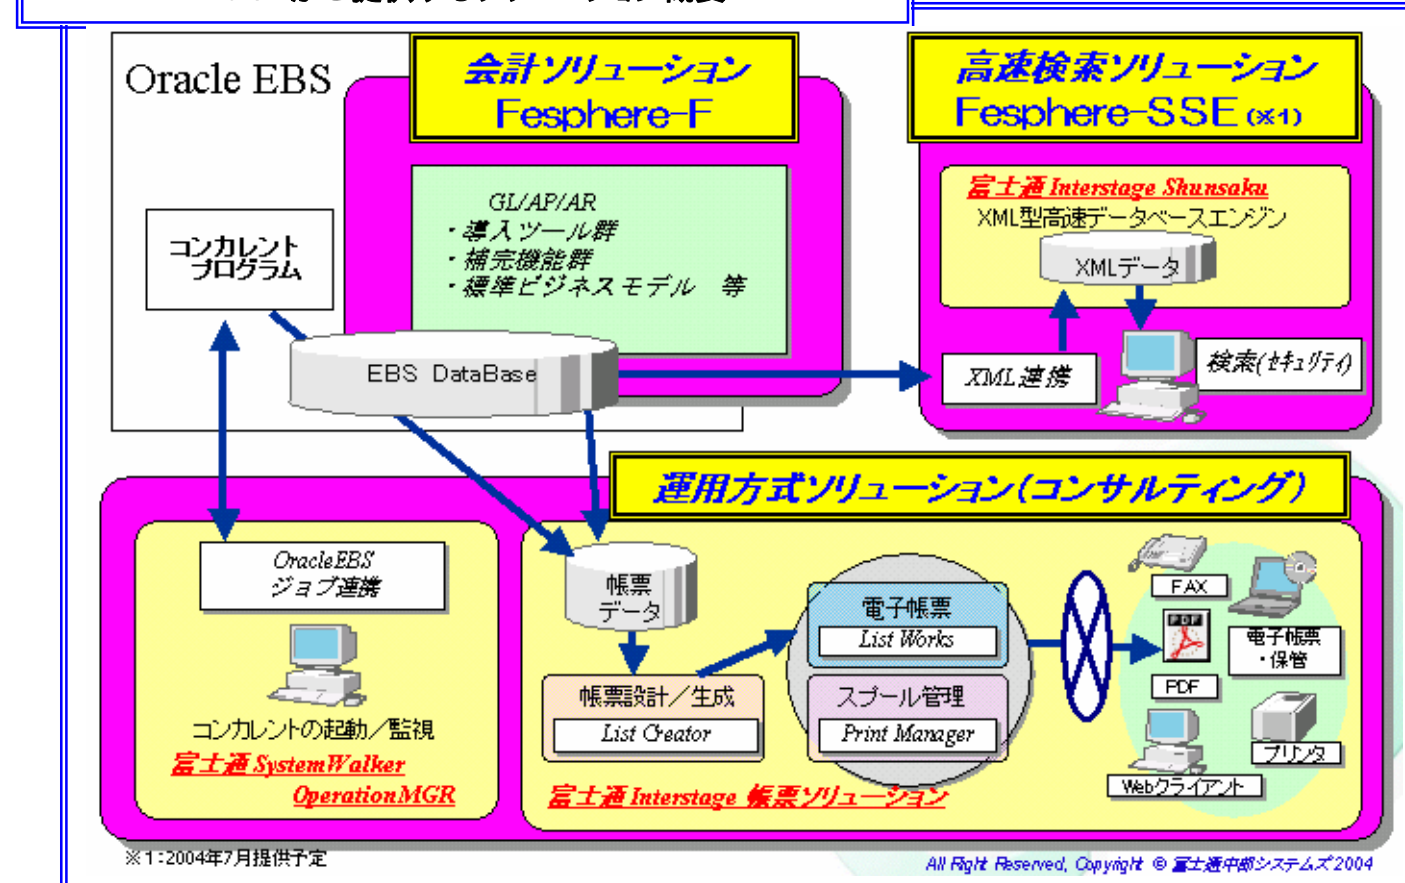 Oracle EBS
会計ソリューション
Fesphere-F
高速検索ソリューション
Fesphere-SSE (※1)
GL/AP/AR
・導入ツール群
・補完機能群
・標準ビジネスモデル 等
コンカレント
プログラム
富士通 Interstage Shunsaku
XML型高速データベースエンジン
XMLデータ
EBS DataBase
XML連携
検索(ｾｷｭﾘﾃｨ)
運用方式ソリューション(コンサルティング)
OracleEBS
ジョブ連携
コンカレントの起動／監視
富士通 SystemWalker
OperationMGR
帳票
データ
帳票設計／生成
List Creator
電子帳票
List Works
スプール管理
Print Manager
富士通 Interstage 帳票ソリューション
FAX
PDF
電子帳票
・保管
プリンタ
Webクライアント
※1:2004年7月提供予定
All Right Reserved, Copyright © 富士通中部システムズ 2004